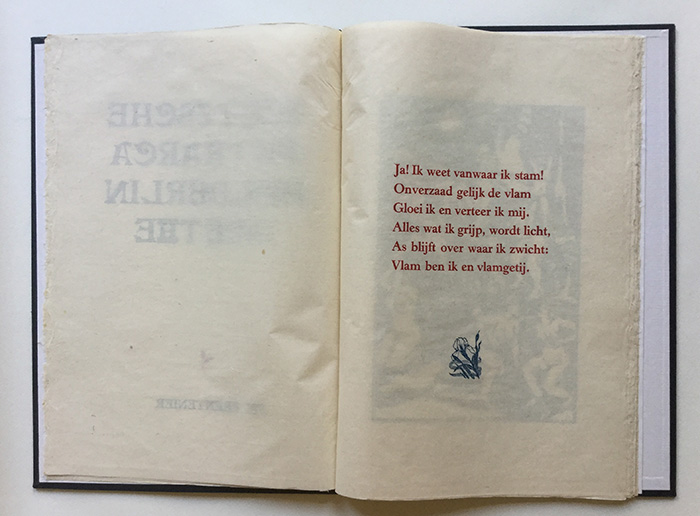 Ja! Ik weet vanwaar ik stam!
Onverzaad gelijk de vlam
Gloei ik en verteer ik mij.
Alles wat ik grijp, wordt licht,
As blijft over waar ik zwicht:
Vlam ben ik en vlamgetij.